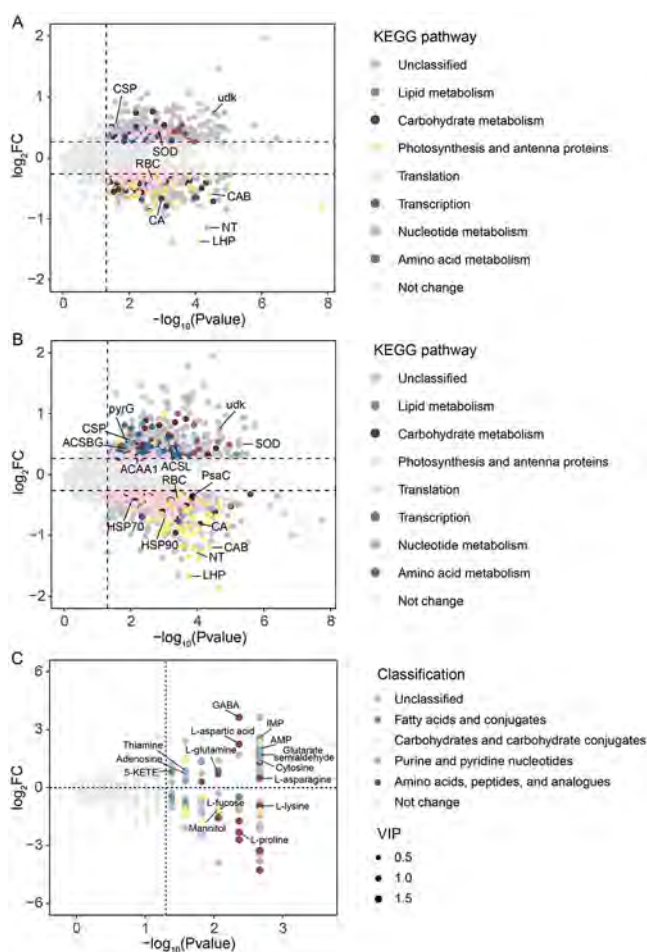 A
2
1
0
−1
−2
log₂FC
CSP
udk
SOD
RBC
CAB
CA
NT
LHP
0
2
4
6
8
−log₁₀(Pvalue)
KEGG pathway
Unclassified
Lipid metabolism
Carbohydrate metabolism
Photosynthesis and antenna proteins
Translation
Transcription
Nucleotide metabolism
Amino acid metabolism
Not change
B
2
1
0
−1
−2
log₂FC
pyrG
CSP
ACSBG
udk
SOD
ACAA1
ACSL
RBC
PsaC
HSP70
HSP90
CA
CAB
NT
LHP
0
2
4
6
8
−log₁₀(Pvalue)
KEGG pathway
Unclassified
Lipid metabolism
Carbohydrate metabolism
Photosynthesis and antenna proteins
Translation
Transcription
Nucleotide metabolism
Amino acid metabolism
Not change
C
6
3
0
−3
−6
log₂FC
GABA
IMP
L-aspartic acid
AMP
Thiamine
L-glutamine
Glutarate
semialdehyde
Adenosine
Cytosine
5-KETE
L-asparagine
L-fucose
L-lysine
Mannitol
L-proline
0
1
2
3
−log₁₀(Pvalue)
Classification
Unclassified
Fatty acids and conjugates
Carbohydrates and carbohydrate conjugates
Purine and pyridine nucleotides
Amino acids, peptides, and analogues
Not change
VIP
0.5
1.0
1.5